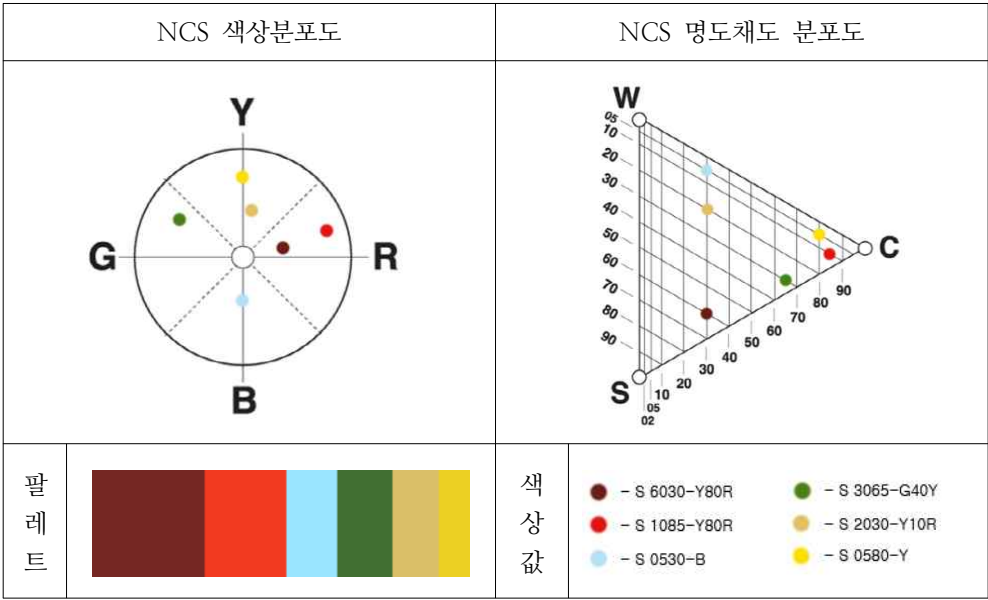 NCS 색상분포도
NCS 명도채도 분포도
Y
G
R
B
W
05
10
20
30
40
50
60
70
80
90
C
90
80
70
60
50
40
30
20
10
05
02
S
팔
레
트
색
상
값
– S 6030-Y80R
– S 3065-G40Y
– S 1085-Y80R
– S 2030-Y10R
– S 0530-B
– S 0580-Y